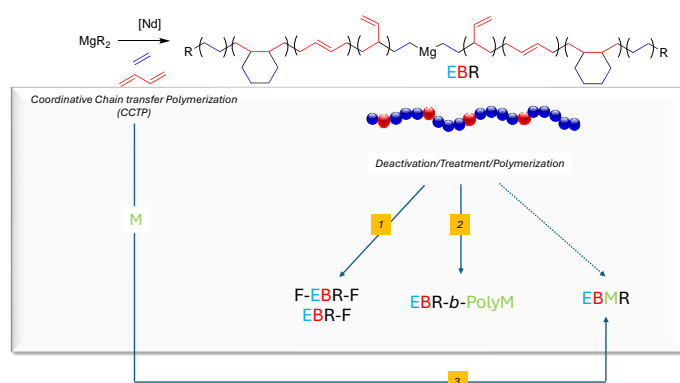 [Nd]
MgR2
R
Mg
R
EBR
Coordinative Chain transfer Polymerization
(CCTP)
Deactivation/Treatment/Polymerization
M
1
2
F-EBR-F
EBR-F
EBR-b-PolyM
EBMR
3